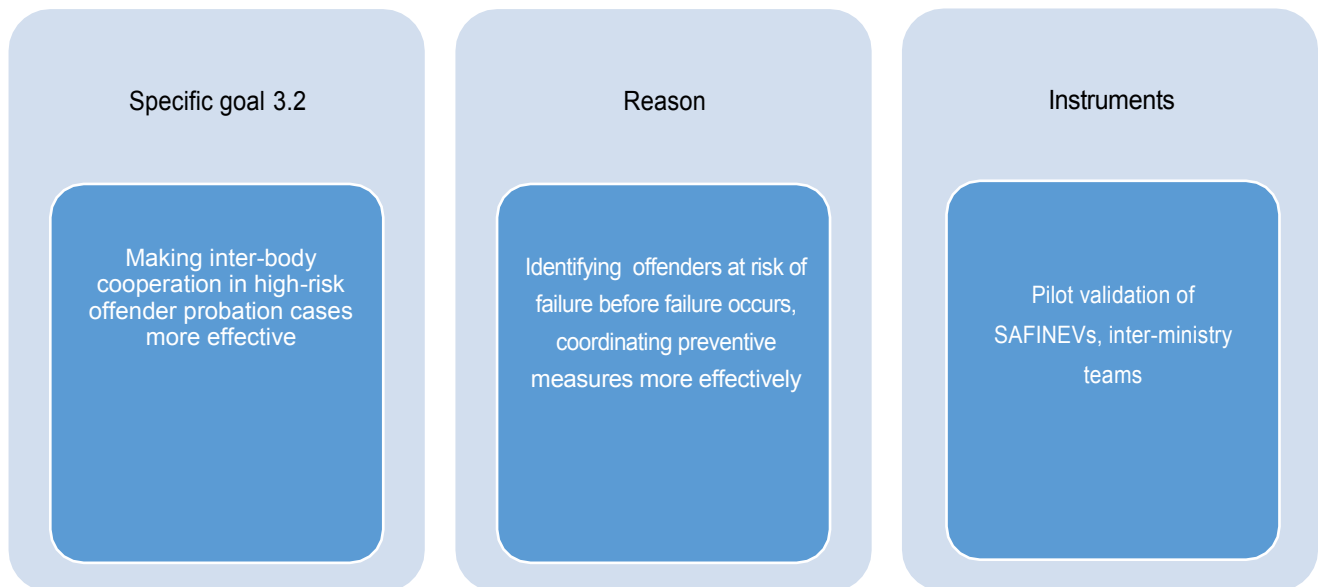 Specific goal 3.2
Making inter-body
cooperation in high-risk
offender probation cases
more effective
Reason
Identifying offenders at risk of
failure before failure occurs,
coordinating preventive
measures more effectively
Instruments
Pilot validation of
SAFINEVs, inter-ministry
teams